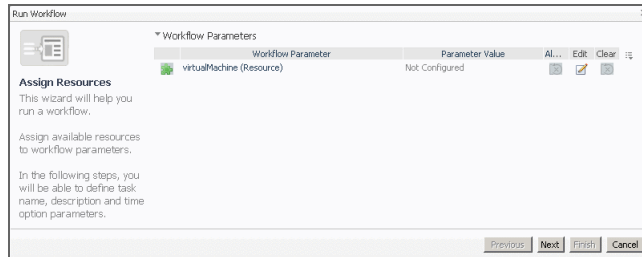 Run Workflow
Workflow Parameters
Workflow Parameter Parameter Value Al... Edit Clear
virtualMachine (Resource) Not Configured
Assign Resources
This wizard will help you
run a workflow.
Assign available resources
to workflow parameters.
In the following steps, you
will be able to define task
name, description and time
option parameters.
Previous Next Finish Cancel